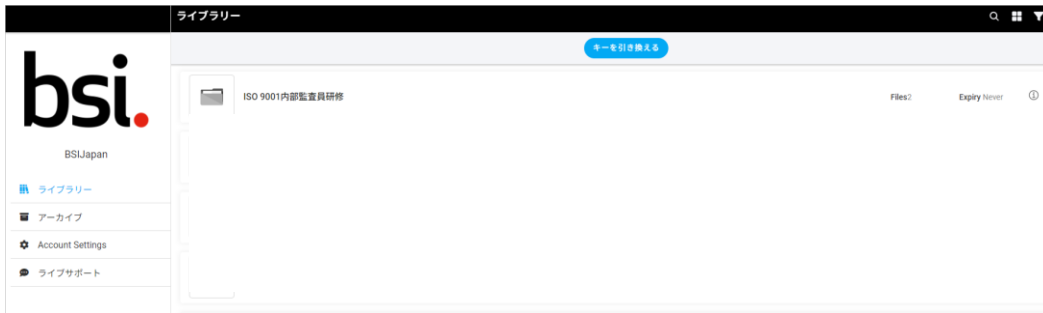 ライブラリー
キーを引き換える
bsi.
BSIJapan
ライブラリー
アーカイブ
Account Settings
ライブサポート
ISO 9001内部監査員研修
Files2
Expiry Never